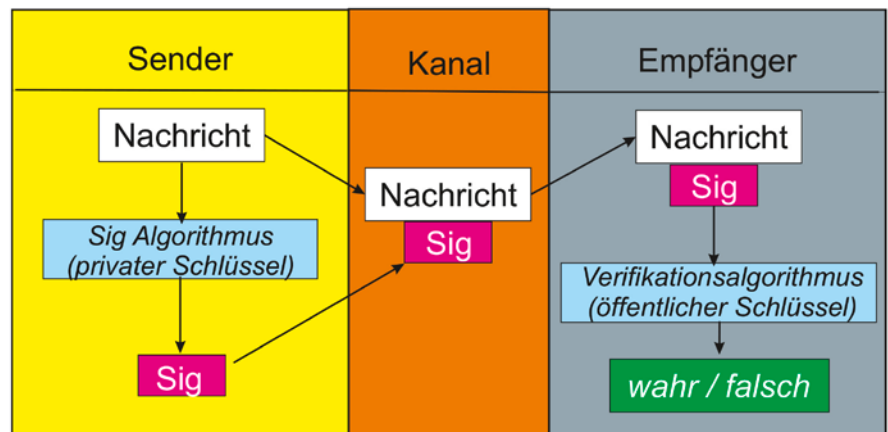 Sender
Kanal
Empfänger
Nachricht
Sig Algorithmus
(privater Schlüssel)
Sig
Nachricht
Sig
Nachricht
Sig
Verifikationsalgorithmus
(öffentlicher Schlüssel)
wahr / falsch